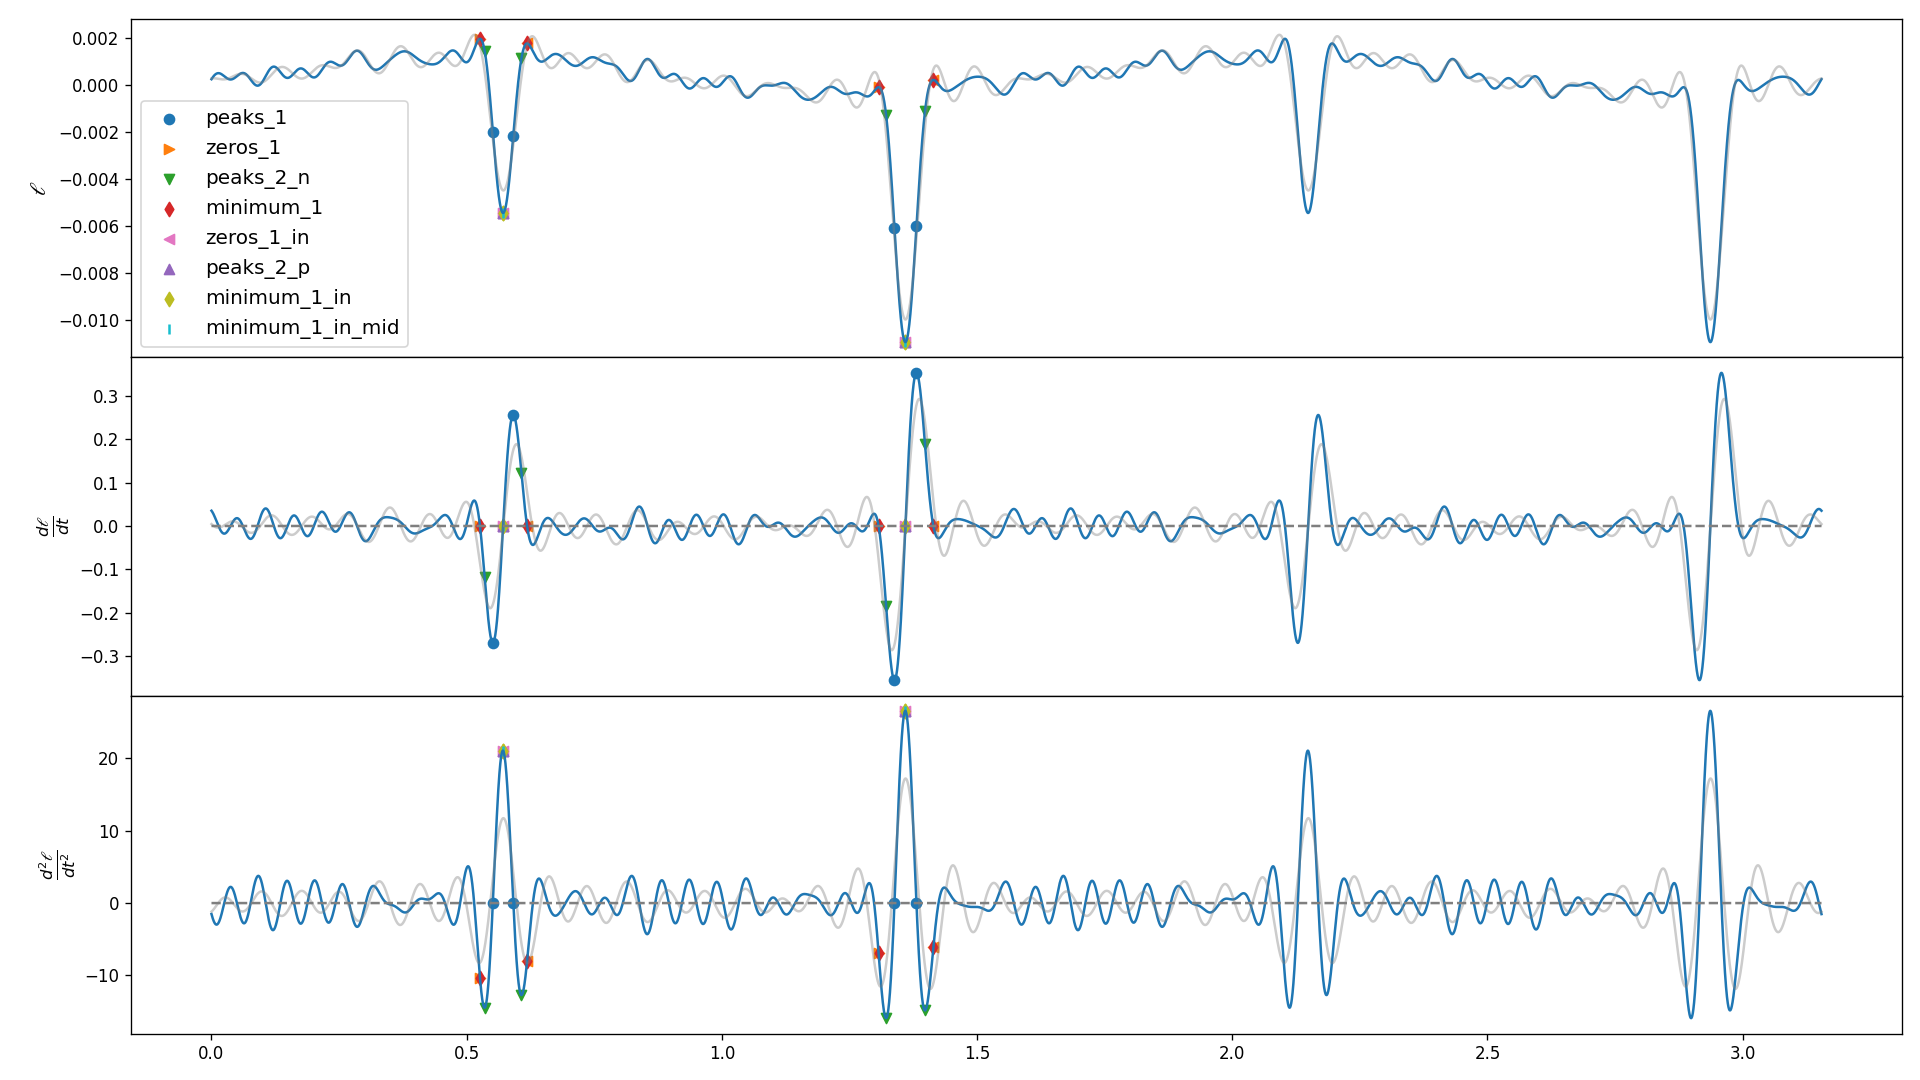 0.002
0.000
−0.002
−0.004
−0.006
−0.008
−0.010
ℓ
peaks_1
zeros_1
peaks_2_n
minimum_1
zeros_1_in
peaks_2_p
minimum_1_in
minimum_1_in_mid
0.3
0.2
0.1
0.0
−0.1
−0.2
−0.3
dℓ/dt
20
10
0
−10
d²ℓ/dt²
0.0 0.5 1.0 1.5 2.0 2.5 3.0